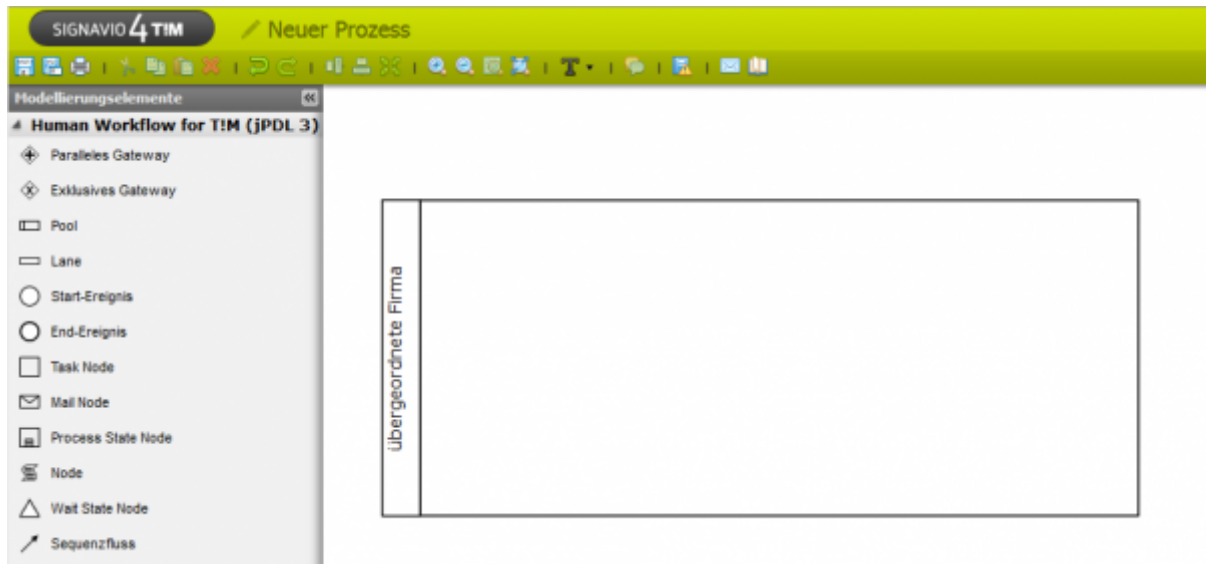 SIGNAVIO 4 T!M
Neuer Prozess
T
Modellierungselemente
Human Workflow for T!M (jPDL 3)
Paralleles Gateway
Exklusives Gateway
Pool
Lane
Start-Ereignis
End-Ereignis
Task Node
Mail Node
Process State Node
Node
Wait State Node
Sequenzfluss
übergeordnete Firma